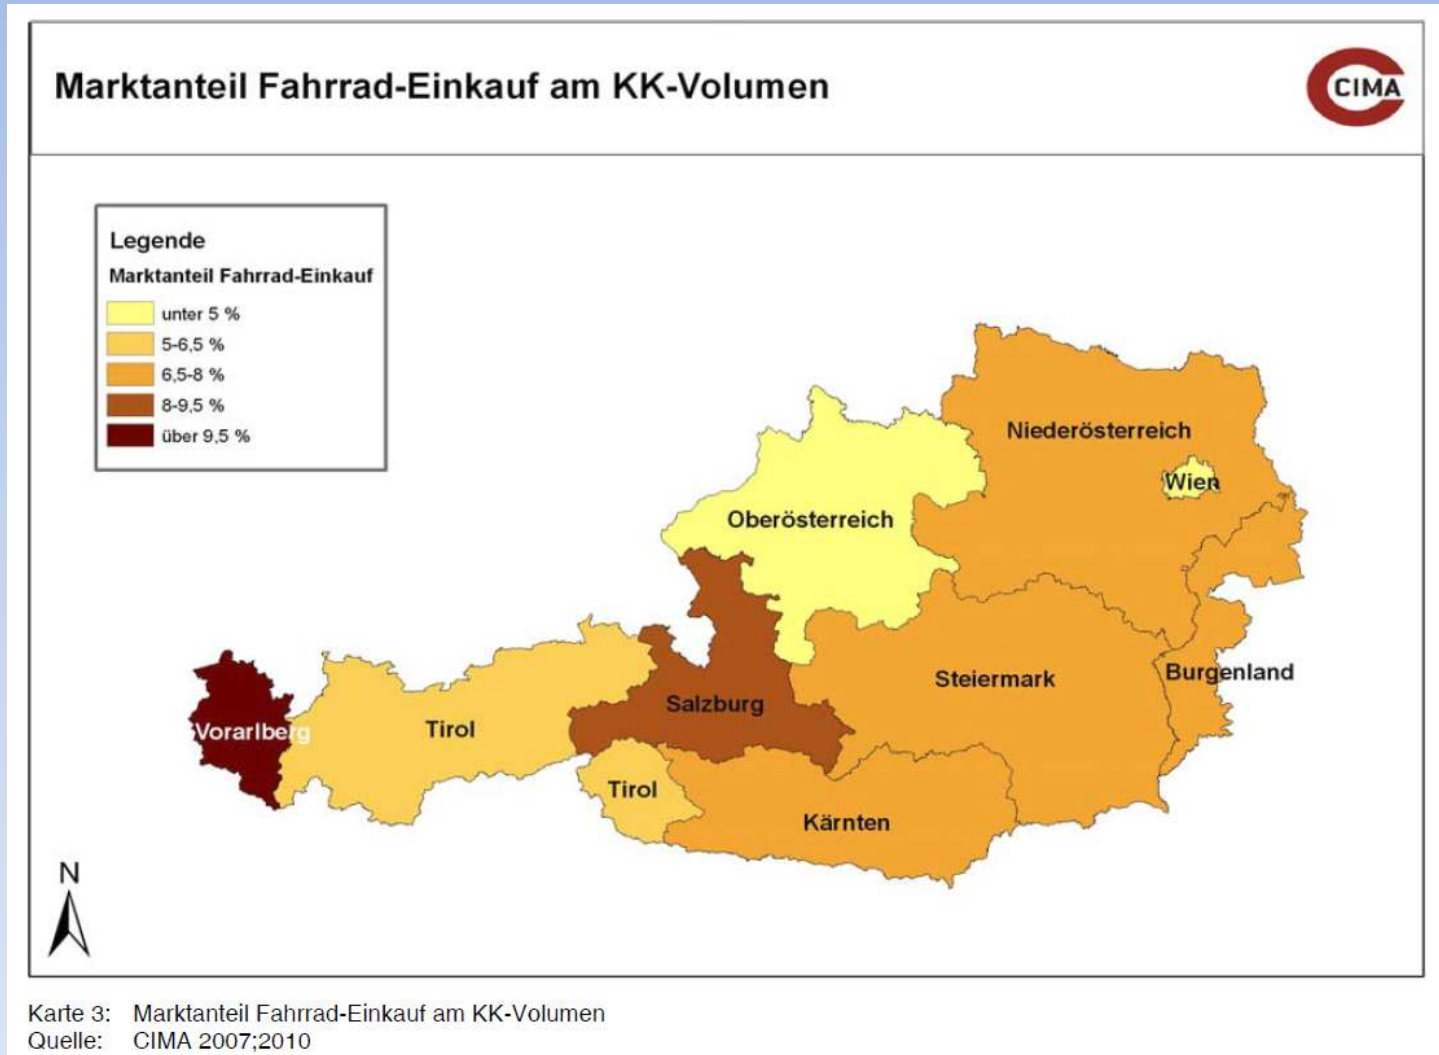 Marktanteil Fahrrad-Einkauf am KK-Volumen
CIMA
Legende
Marktanteil Fahrrad-Einkauf
unter 5 %
5-6,5 %
6,5-8 %
8-9,5 %
über 9,5 %
Niederösterreich
Wien
Oberösterreich
Steiermark
Burgenland
Salzburg
Vorarlberg
Tirol
Tirol
Kärnten
N
Karte 3: Marktanteil Fahrrad-Einkauf am KK-Volumen
Quelle: CIMA 2007;2010